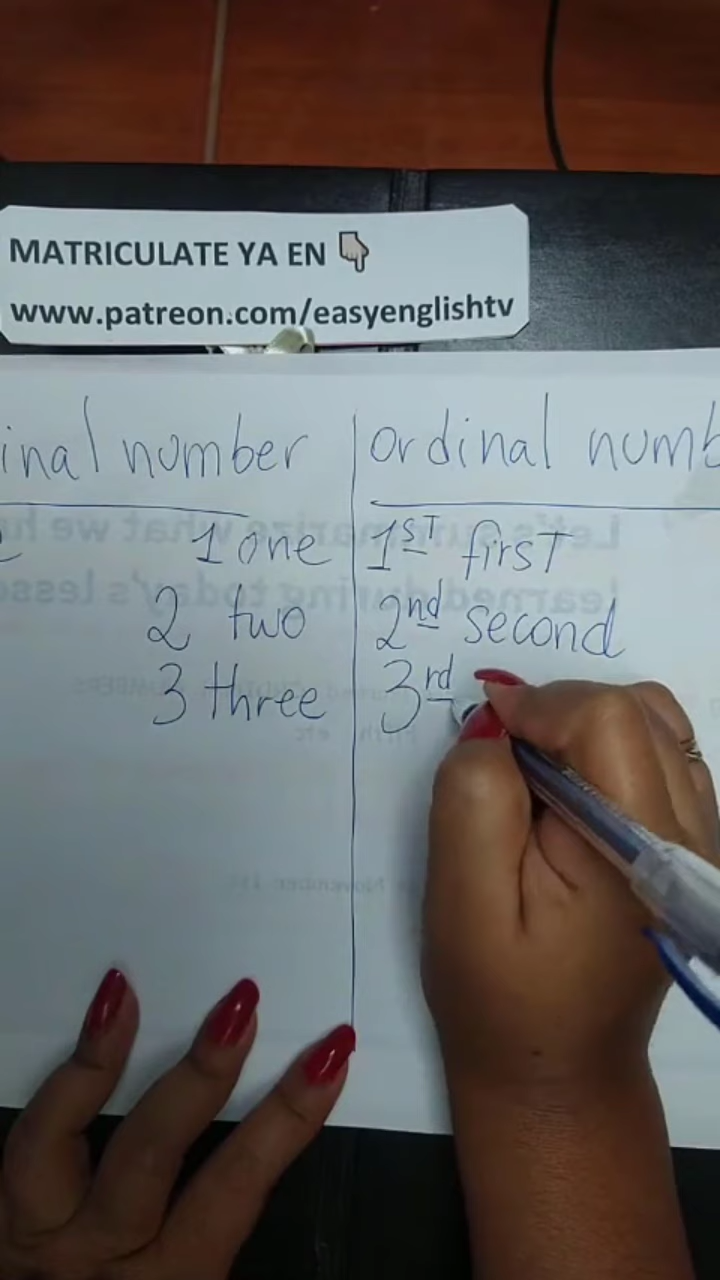 MATRICULATE YA EN 👇
www.patreon.com/easyenglishtv
inal number | ordinal numb
1 one | 1ST first
2 two | 2nd second
3 three | 3rd